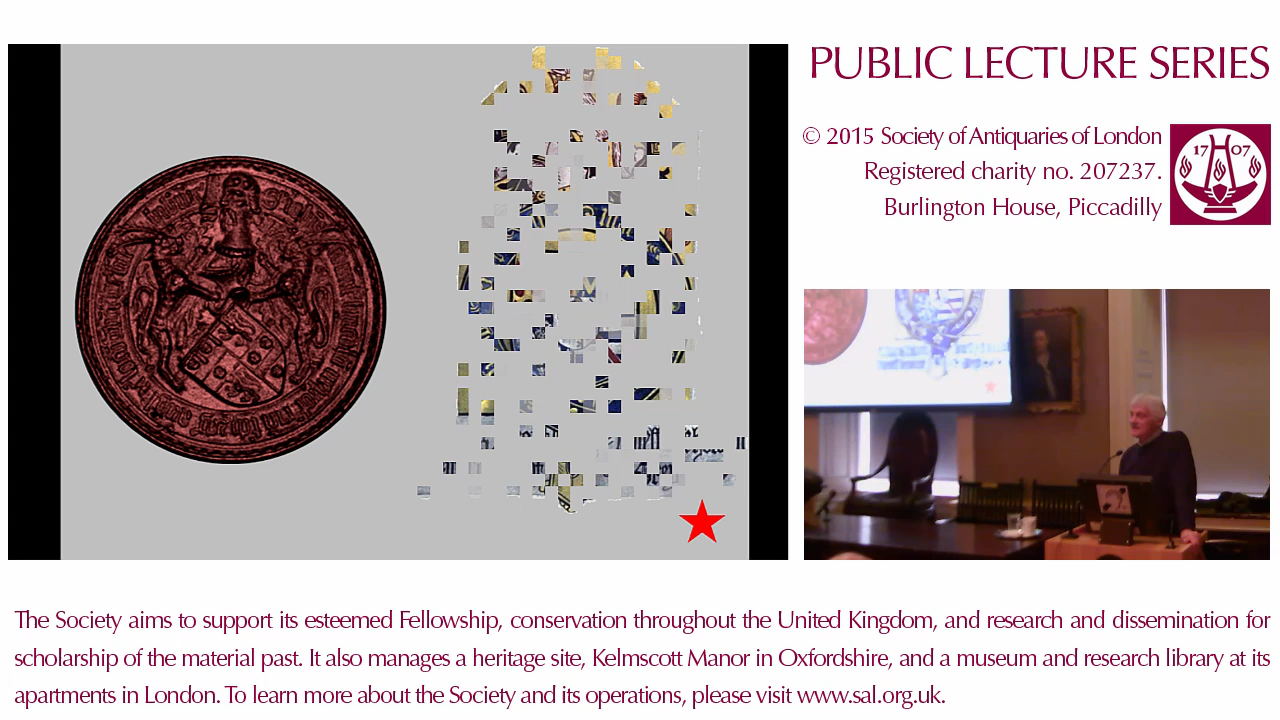 PUBLIC LECTURE SERIES
© 2015 Society of Antiquaries of London
Registered charity no. 207237.
Burlington House, Piccadilly
17 07
The Society aims to support its esteemed Fellowship, conservation throughout the United Kingdom, and research and dissemination for
scholarship of the material past. It also manages a heritage site, Kelmscott Manor in Oxfordshire, and a museum and research library at its
apartments in London. To learn more about the Society and its operations, please visit www.sal.org.uk.